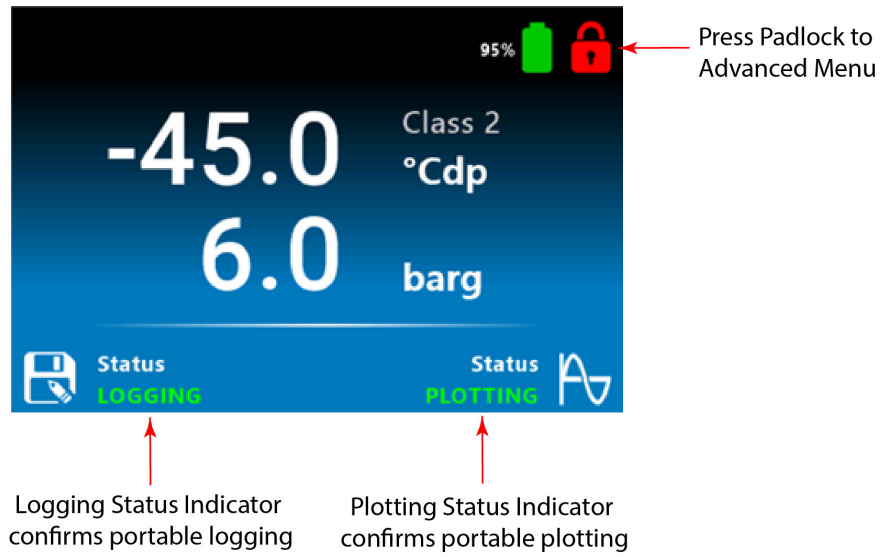 95%
Press Padlock to
Advanced Menu
-45.0
Class 2
°Cdp
6.0
barg
Status
LOGGING
Status
PLOTTING
Logging Status Indicator
confirms portable logging
Plotting Status Indicator
confirms portable plotting